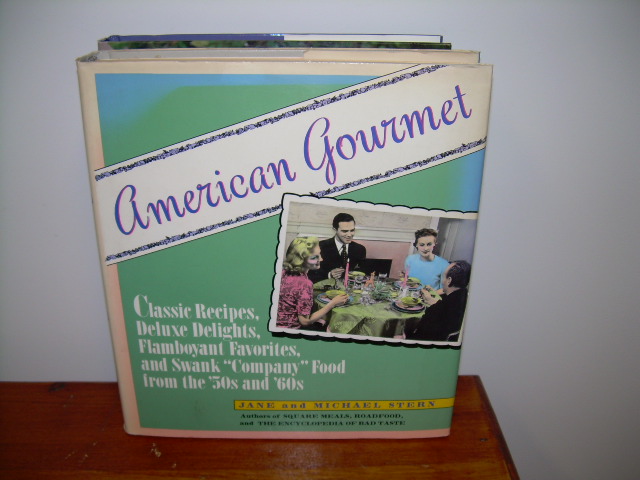 American Gourmet
Classic Recipes,
Deluxe Delights,
Flamboyant Favorites,
and Swank "Company" Food
from the '50s and '60s
JANE and MICHAEL STERN
Authors of SQUARE MEALS, ROADFOOD,
and THE ENCYCLOPEDIA OF BAD TASTE